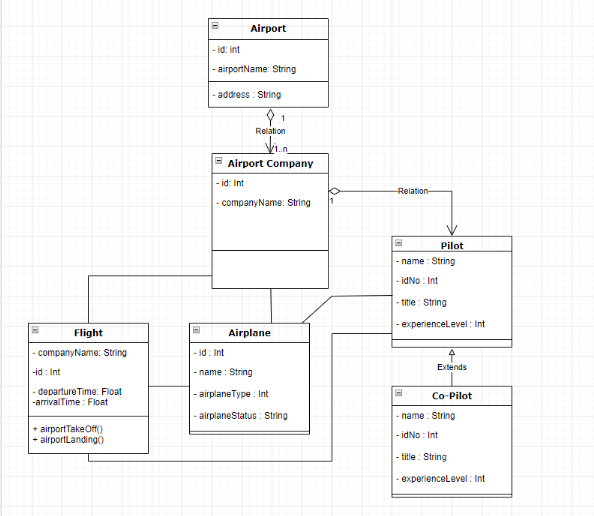 Airport
- id: int
- airportName: String
- address : String
1
Relation
1..n
Airport Company
- id: Int
- companyName: String
1
Relation
Pilot
- name : String
- idNo : Int
- title : String
- experienceLevel : Int
Flight
- companyName: String
-id : Int
- departureTime: Float
-arrivalTime : Float
+ airportTakeOff()
+ airportLanding()
Airplane
- id : Int
- name : String
- airplaneType : Int
- airplaneStatus : String
Extends
Co-Pilot
- name : String
- idNo : Int
- title : String
- experienceLevel : Int